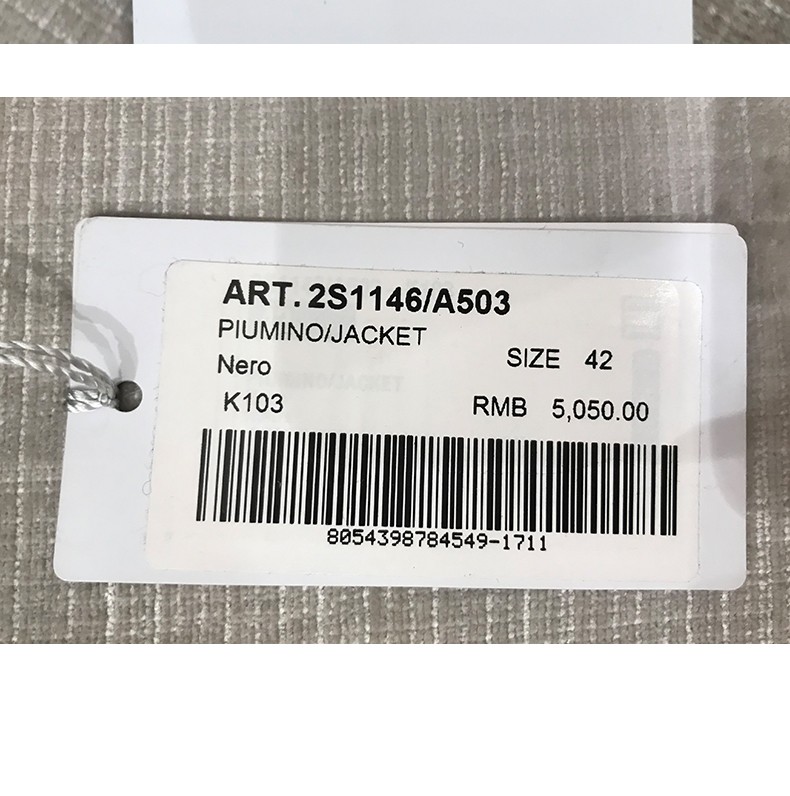 ART. 2S1146/A503
PIUMINO/JACKET
Nero
SIZE 42
K103
RMB 5,050.00
8054398784549-1711